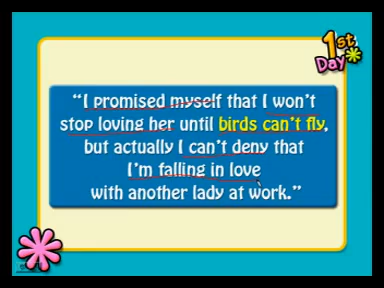 1st
Day
“I promised myself that I won't
stop loving her until birds can't fly,
but actually I can't deny that
I'm falling in love
with another lady at work.”